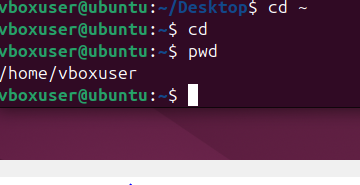 vboxuser@ubuntu:~/Desktop$ cd ~
vboxuser@ubuntu:~$ cd
vboxuser@ubuntu:~$ pwd
/home/vboxuser
vboxuser@ubuntu:~$